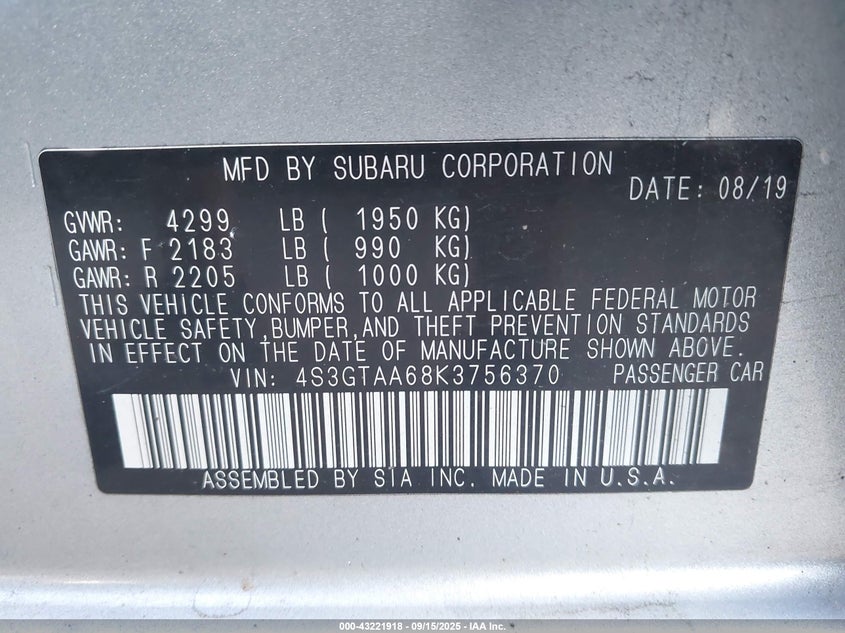 MFD BY SUBARU CORPORATION
DATE: 08/19
GVWR: 4299 LB ( 1950 KG)
GAWR: F 2183 LB ( 990 KG)
GAWR: R 2205 LB ( 1000 KG)
THIS VEHICLE CONFORMS TO ALL APPLICABLE FEDERAL MOTOR
VEHICLE SAFETY,BUMPER,AND THEFT PREVENTION STANDARDS
IN EFFECT ON THE DATE OF MANUFACTURE SHOWN ABOVE.
VIN: 4S3GTAA68K3756370 PASSENGER CAR
ASSEMBLED BY SIA INC. MADE IN U.S.A.
000-43221918 - 09/15/2025 - IAA Inc.